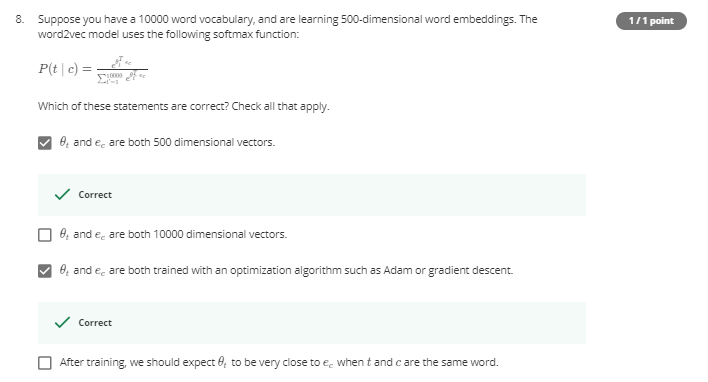 8. Suppose you have a 10000 word vocabulary, and are learning 500-dimensional word embeddings. The
word2vec model uses the following softmax function:
1 / 1 point
P(t | c) = e^{θ_t^T e_c} / ∑_{t'=1}^{10000} e^{θ_{t'}^T e_c}
Which of these statements are correct? Check all that apply.
θ_t and e_c are both 500 dimensional vectors.
Correct
θ_t and e_c are both 10000 dimensional vectors.
θ_t and e_c are both trained with an optimization algorithm such as Adam or gradient descent.
Correct
After training, we should expect θ_t to be very close to e_c when t and c are the same word.